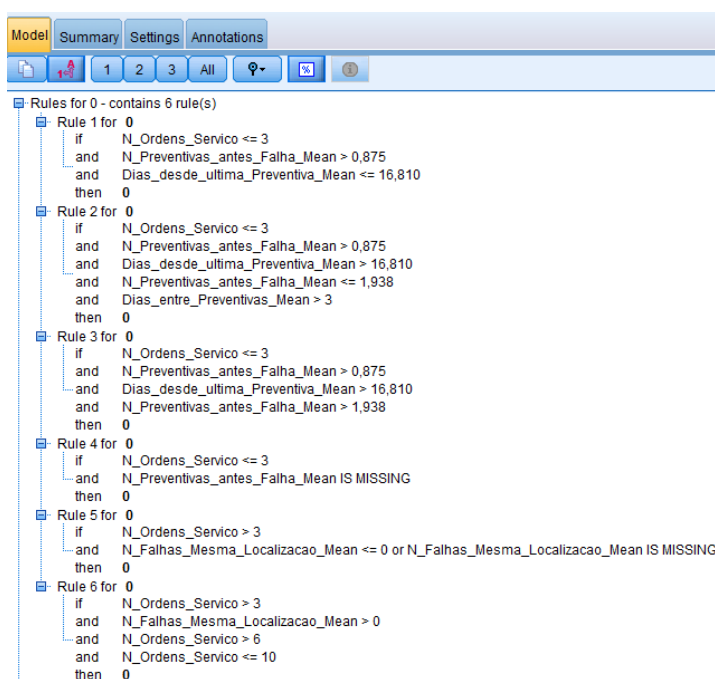 Model Summary Settings Annotations
1 2 3 All %
Rules for 0 - contains 6 rule(s)
Rule 1 for 0
if N_Ordens_Servico <= 3
and N_Preventivas_antes_Falha_Mean > 0,875
and Dias_desde_ultima_Preventiva_Mean <= 16,810
then 0
Rule 2 for 0
if N_Ordens_Servico <= 3
and N_Preventivas_antes_Falha_Mean > 0,875
and Dias_desde_ultima_Preventiva_Mean > 16,810
and N_Preventivas_antes_Falha_Mean <= 1,938
and Dias_entre_Preventivas_Mean > 3
then 0
Rule 3 for 0
if N_Ordens_Servico <= 3
and N_Preventivas_antes_Falha_Mean > 0,875
and Dias_desde_ultima_Preventiva_Mean > 16,810
and N_Preventivas_antes_Falha_Mean > 1,938
then 0
Rule 4 for 0
if N_Ordens_Servico <= 3
and N_Preventivas_antes_Falha_Mean IS MISSING
then 0
Rule 5 for 0
if N_Ordens_Servico > 3
and N_Falhas_Mesma_Localizacao_Mean <= 0 or N_Falhas_Mesma_Localizacao_Mean IS MISSING
then 0
Rule 6 for 0
if N_Ordens_Servico > 3
and N_Falhas_Mesma_Localizacao_Mean > 0
and N_Ordens_Servico > 6
and N_Ordens_Servico <= 10
then 0